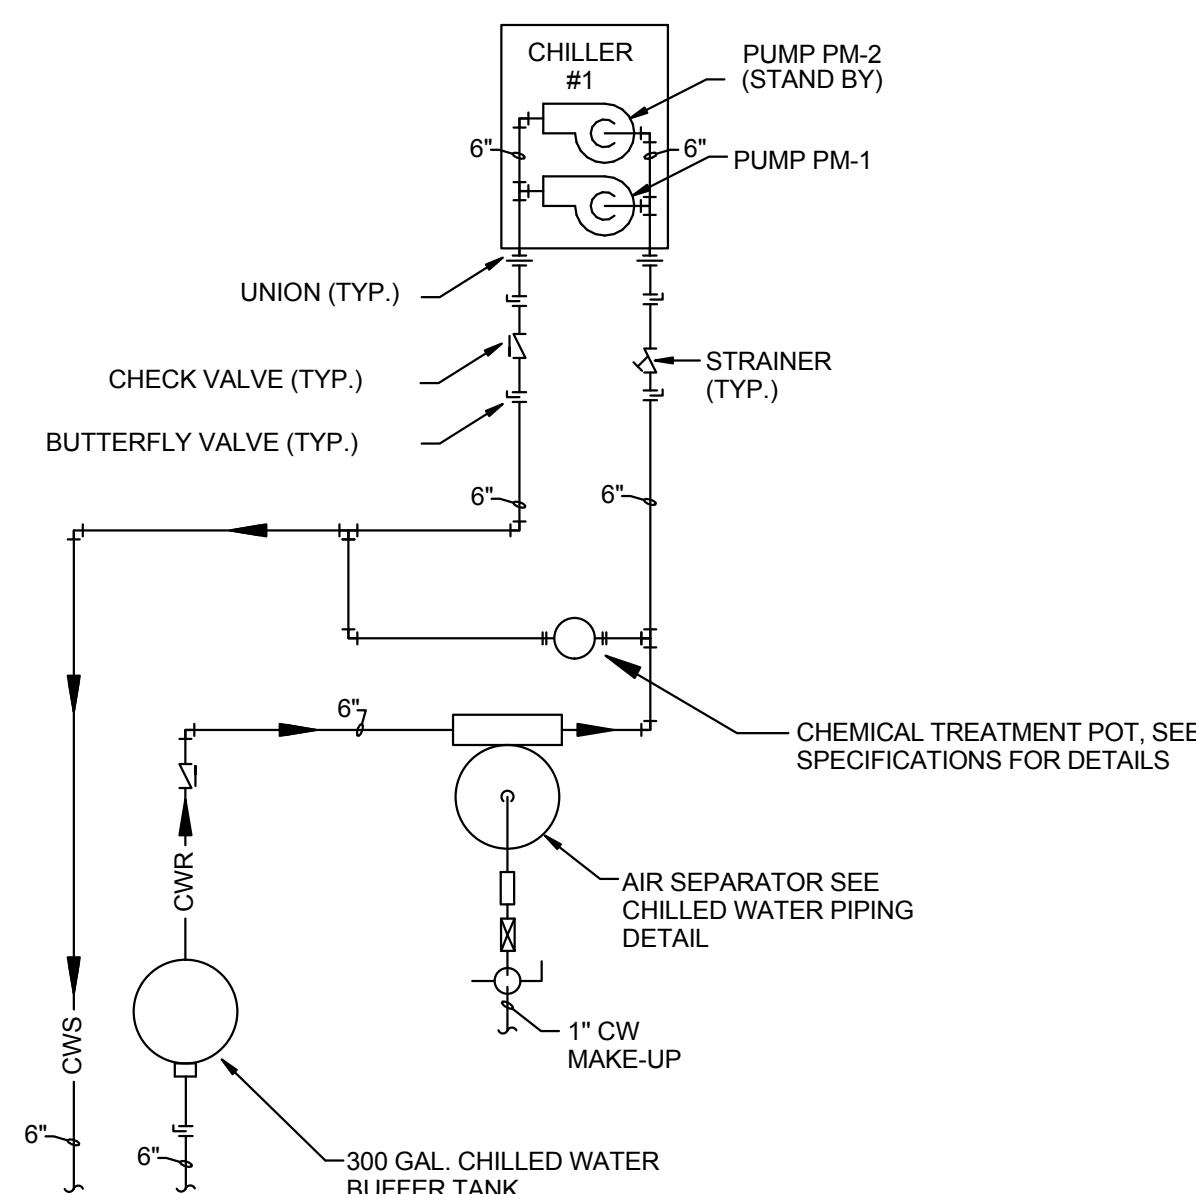 CHILLER
#1
PUMP PM-2
(STAND BY)
6"
6"
PUMP PM-1
UNION (TYP.)
CHECK VALVE (TYP.)
STRAINER
(TYP.)
BUTTERFLY VALVE (TYP.)
6"
6"
6"
CHEMICAL TREATMENT POT, SEE
SPECIFICATIONS FOR DETAILS
CWR
AIR SEPARATOR SEE
CHILLED WATER PIPING
DETAIL
CWS
1" CW
MAKE-UP
6"
6"
300 GAL. CHILLED WATER
BUFFER TANK